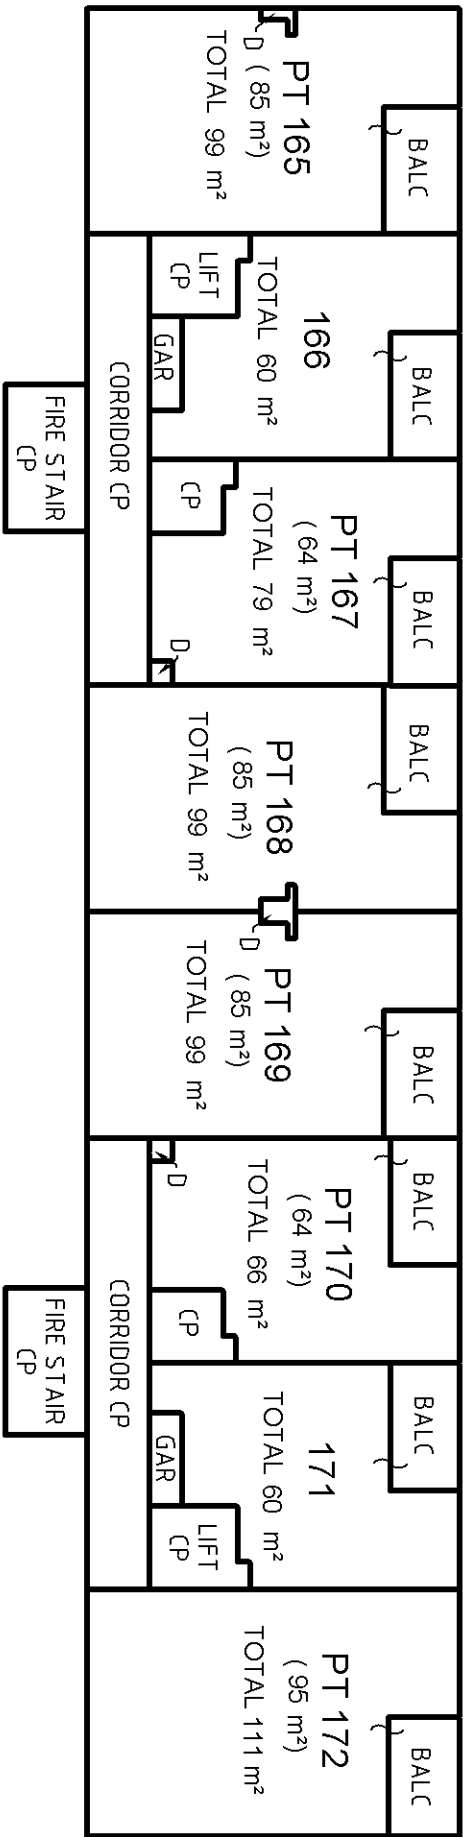 BALC
PT 165
( 85 m²)
D
TOTAL 99 m²
BALC
166
TOTAL 60 m²
LIFT
CP
GAR
CORRIDOR CP
FIRE STAIR
CP
BALC
PT 167
( 64 m²)
TOTAL 79 m²
CP
D
BALC
PT 168
( 85 m²)
TOTAL 99 m²
BALC
PT 169
( 85 m²)
D
TOTAL 99 m²
BALC
PT 170
( 64 m²)
TOTAL 66 m²
D
CP
CORRIDOR CP
FIRE STAIR
CP
BALC
171
TOTAL 60 m²
GAR
LIFT
CP
BALC
PT 172
( 95 m²)
TOTAL 111 m²